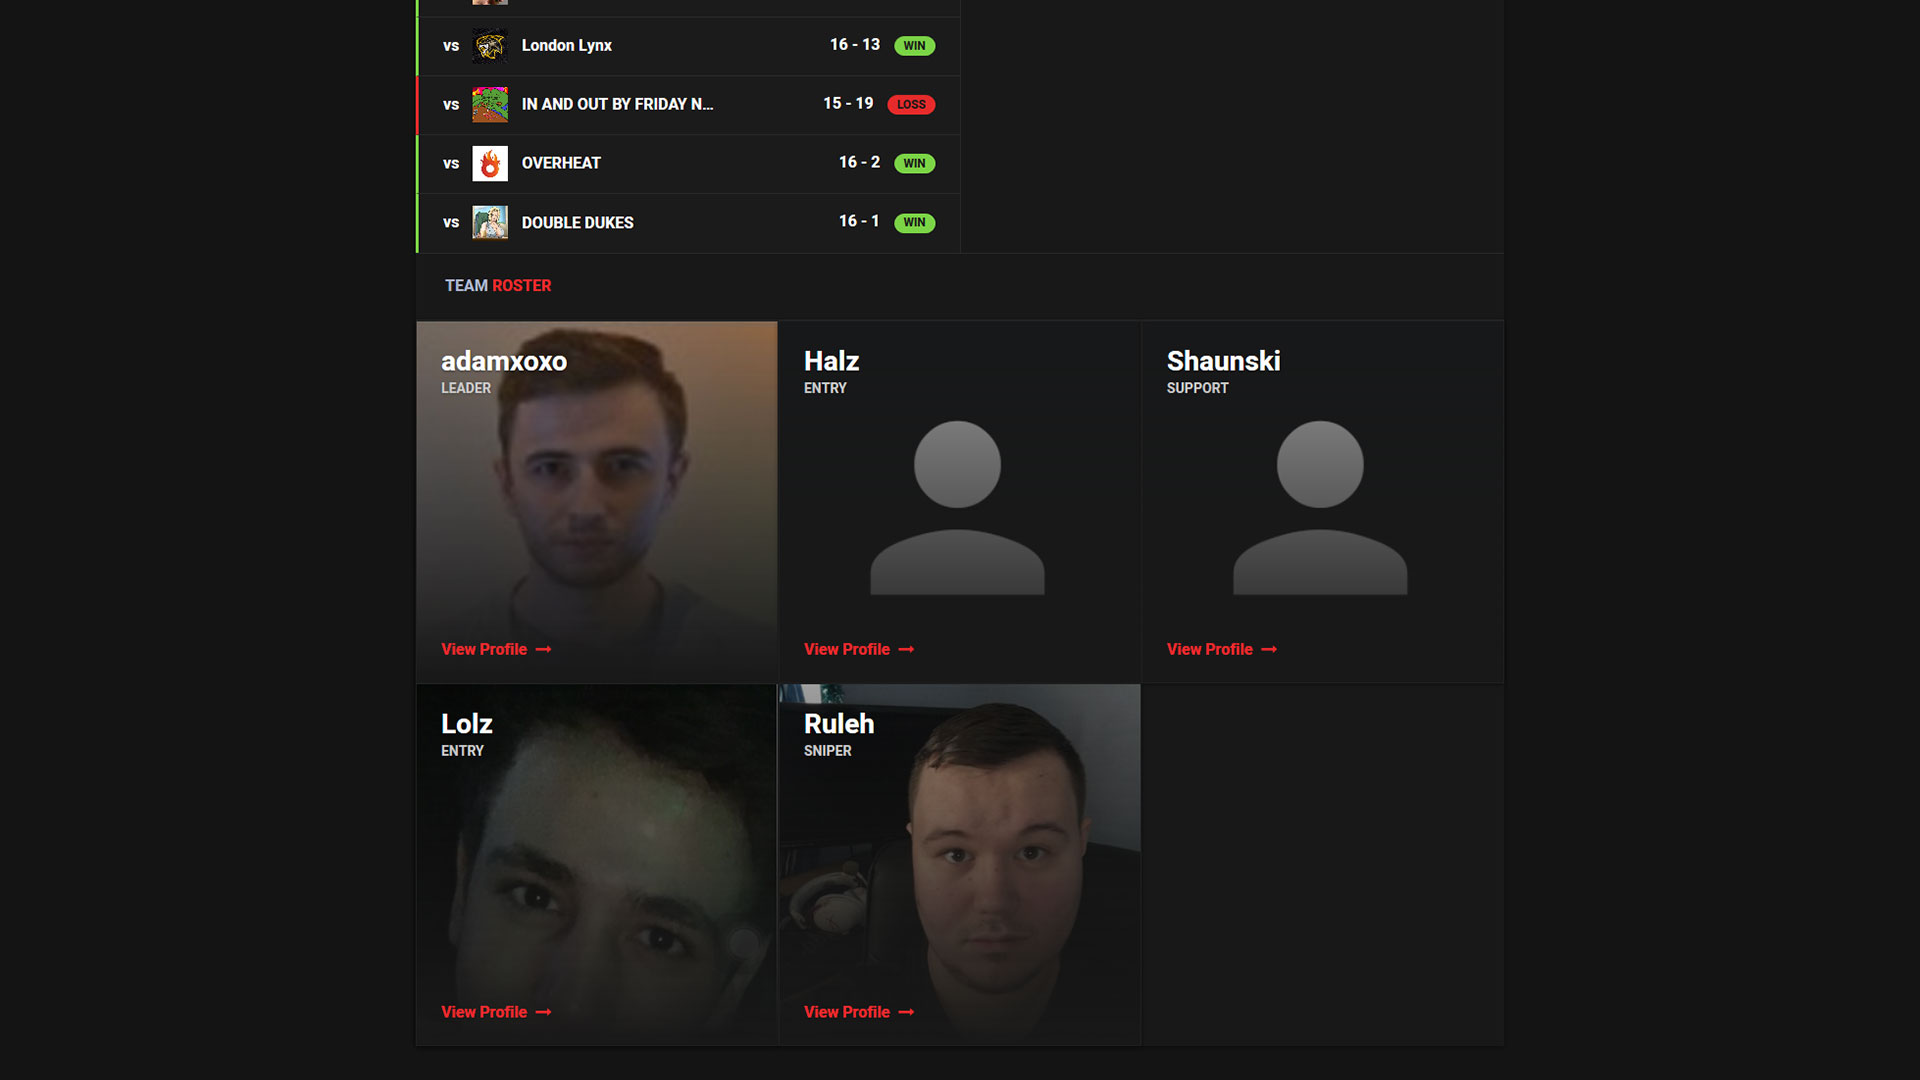 vs London Lynx 16 - 13 WIN
vs IN AND OUT BY FRIDAY N... 15 - 19 LOSS
vs OVERHEAT 16 - 2 WIN
vs DOUBLE DUKES 16 - 1 WIN
TEAM ROSTER
adamxoxo
LEADER
View Profile
Halz
ENTRY
View Profile
Shaunski
SUPPORT
View Profile
Lolz
ENTRY
View Profile
Ruleh
SNIPER
View Profile